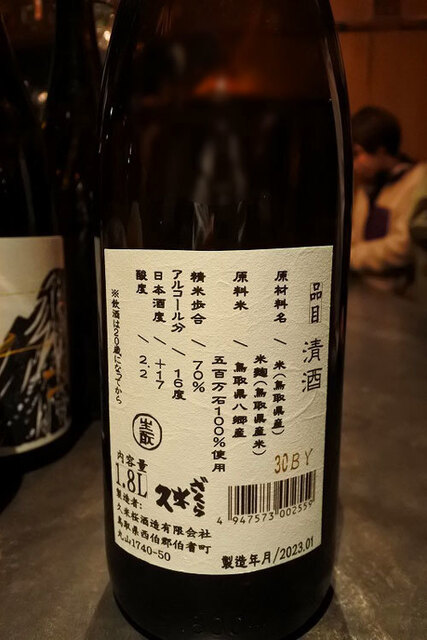 品目 清酒
原材料名/米(鳥取県産)
米麹(鳥取県産米)
原料米/鳥取県八郷産
五百万石100%使用
精米歩合/70%
アルコール分/16度
日本酒度/+17
酸度/2.2
※飲酒は20歳になってから
生酛
30BY
内容量
1.8L
久米ざくら
製造者:
久米桜酒造有限会社
鳥取県西伯郡伯耆町
丸山1740-50
4 947573 002559
製造年月/2023.01